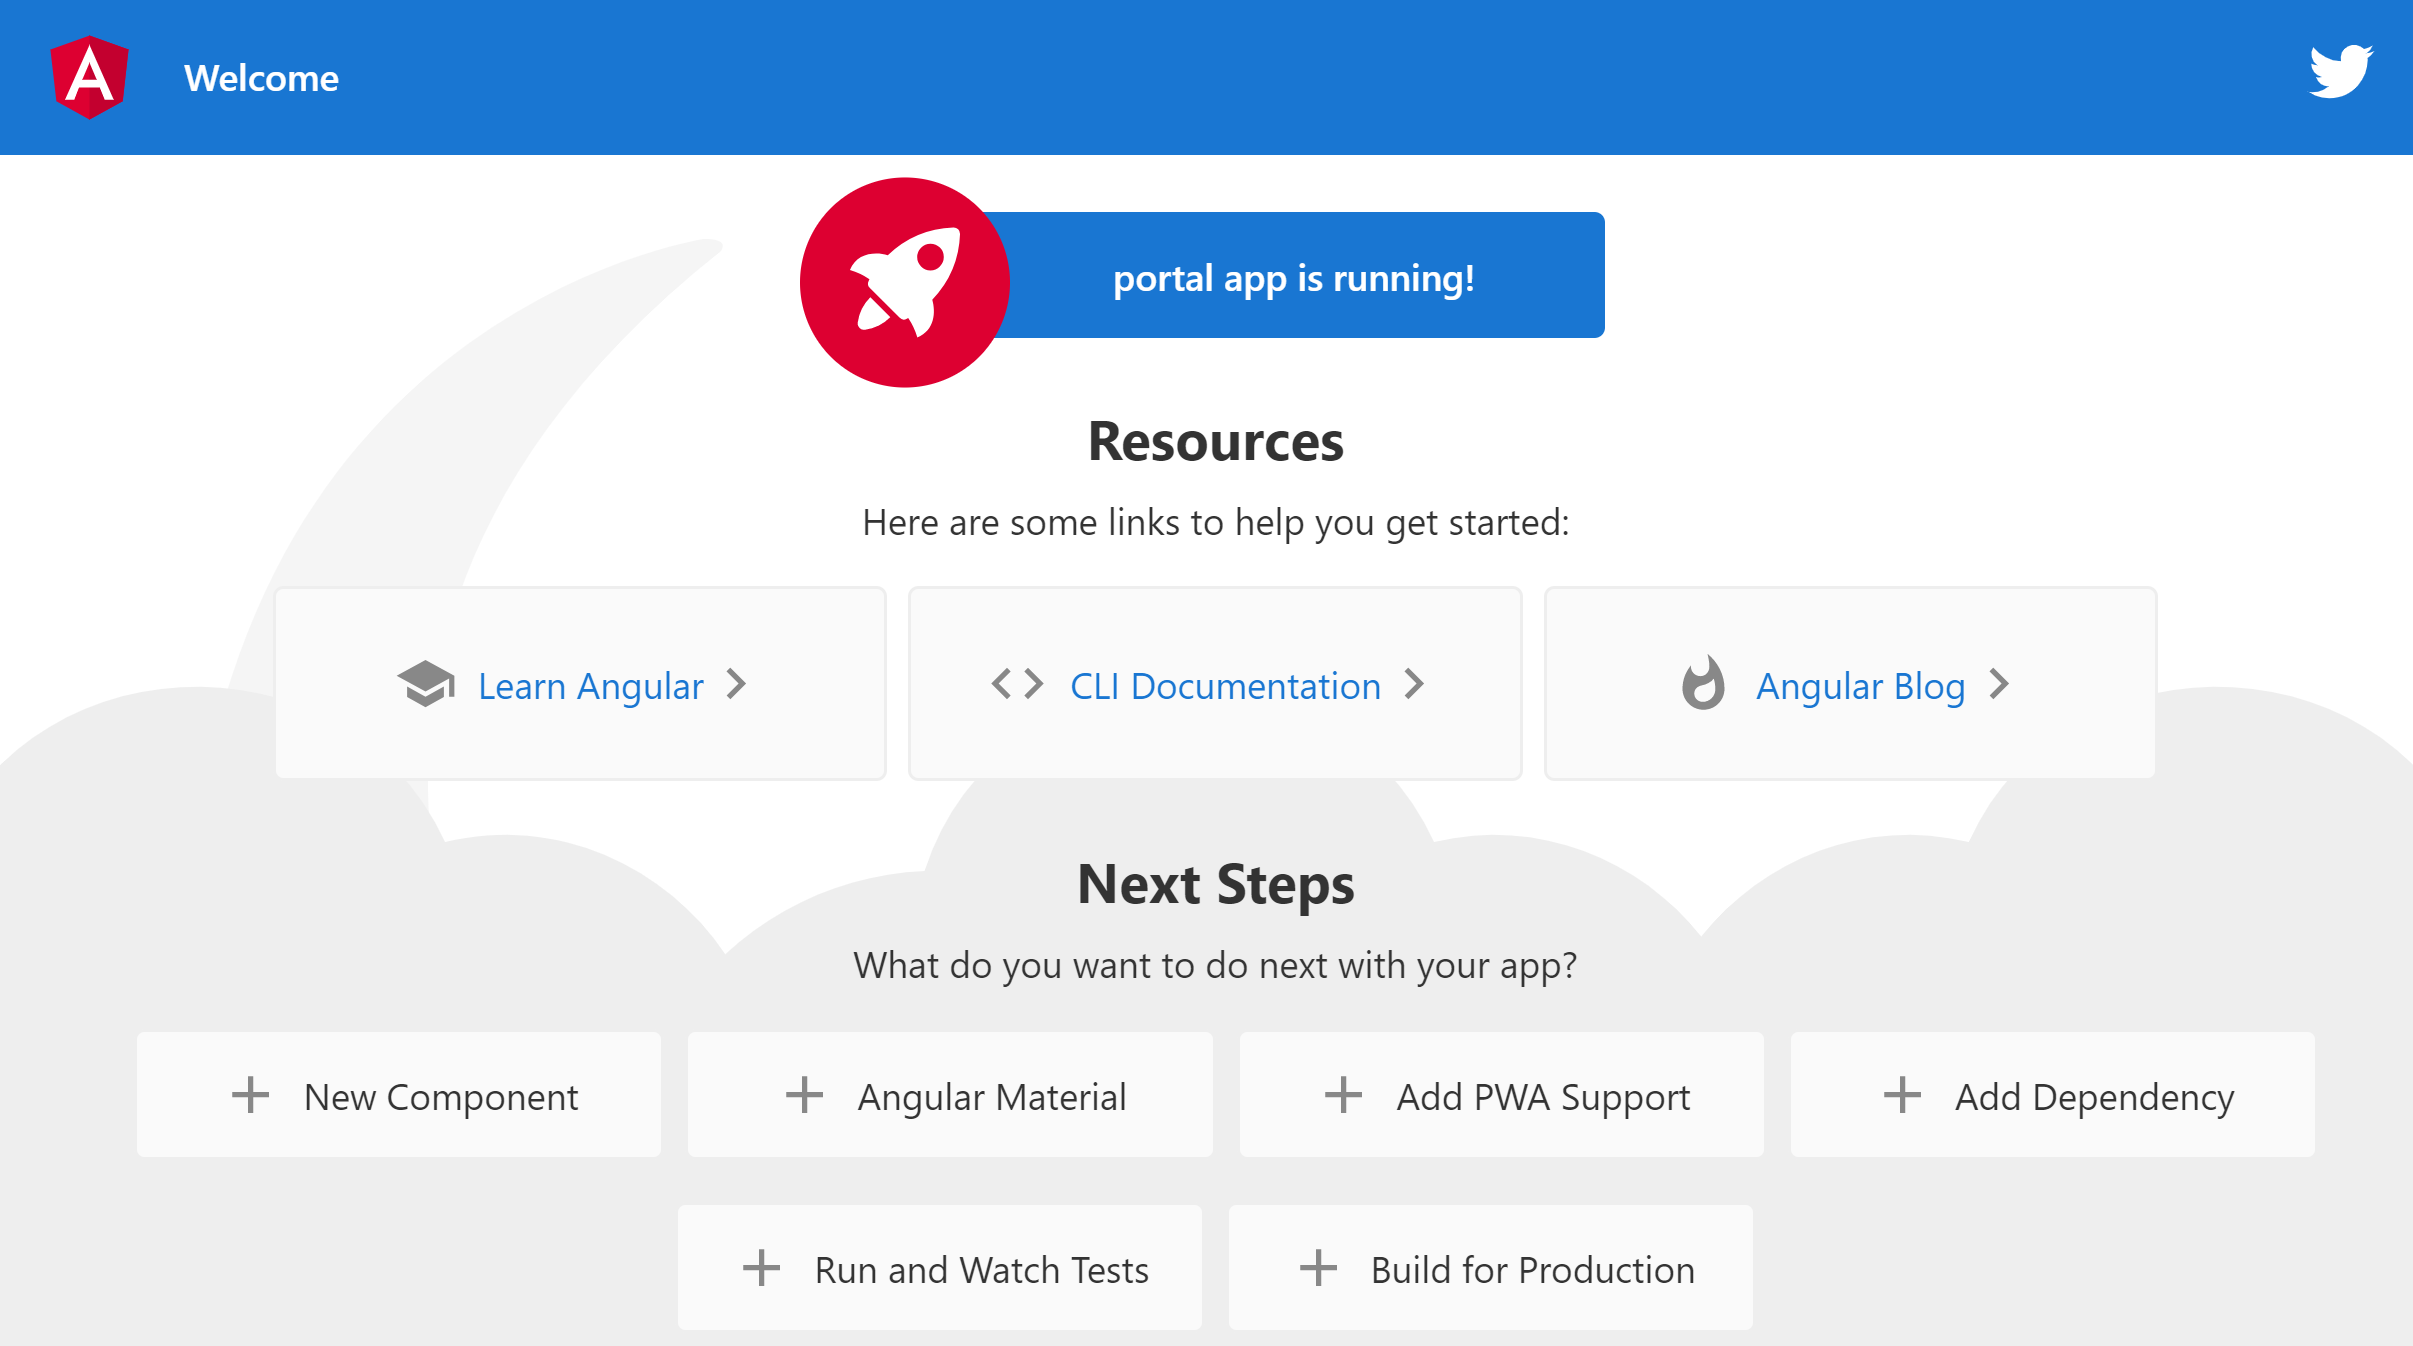 Welcome
portal app is running!
Resources
Here are some links to help you get started:
Learn Angular
CLI Documentation
Angular Blog
Next Steps
What do you want to do next with your app?
New Component
Angular Material
Add PWA Support
Add Dependency
Run and Watch Tests
Build for Production